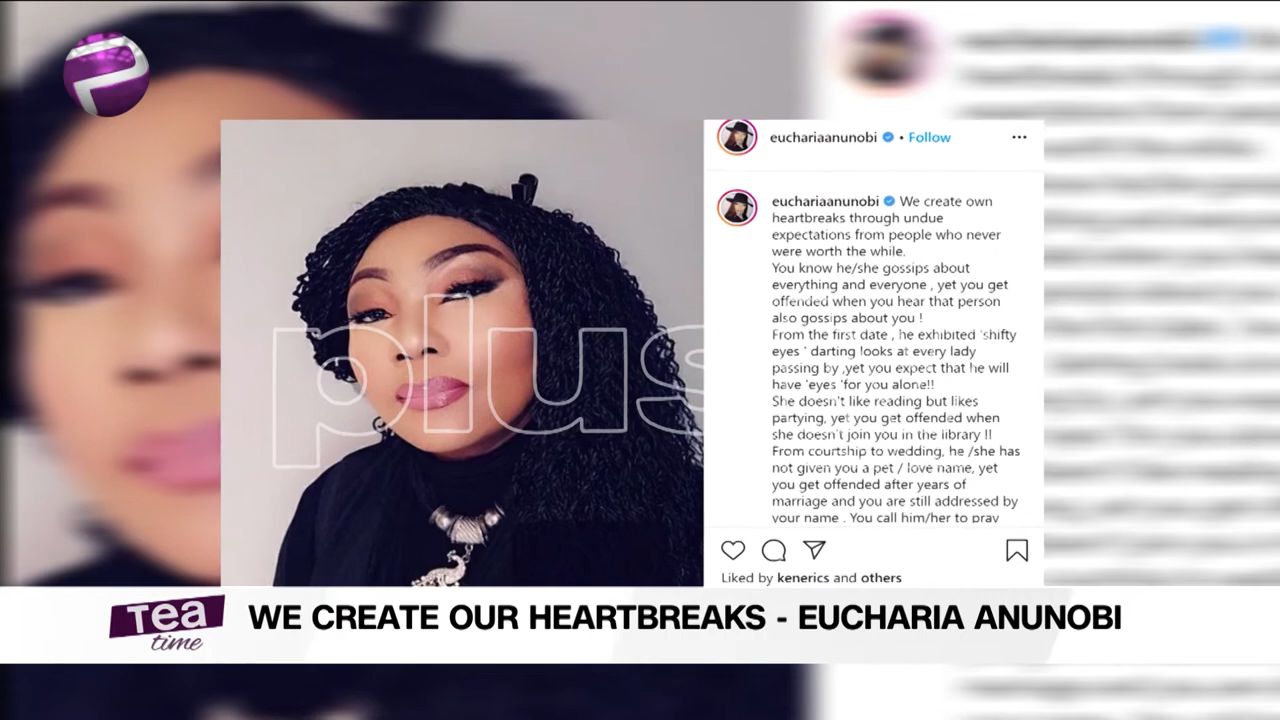 euchariaanunobi • Follow
euchariaanunobi We create own
heartbreaks through undue
expectations from people who never
were worth the while.
You know he/she gossips about
everything and everyone , yet you get
offended when you hear that person
also gossips about you !
From the first date , he exhibited 'shifty
eyes ' darting looks at every lady
passing by ,yet you expect that he will
have 'eyes 'for you alone!!
She doesn't like reading but likes
partying, yet you get offended when
she doesn't join you in the library !!
From courtship to wedding, he /she has
not given you a pet / love name, yet
you get offended after years of
marriage and you are still addressed by
your name . You call him/her to pray
Liked by kenerics and others
plus
Tea
time
WE CREATE OUR HEARTBREAKS - EUCHARIA ANUNOBI